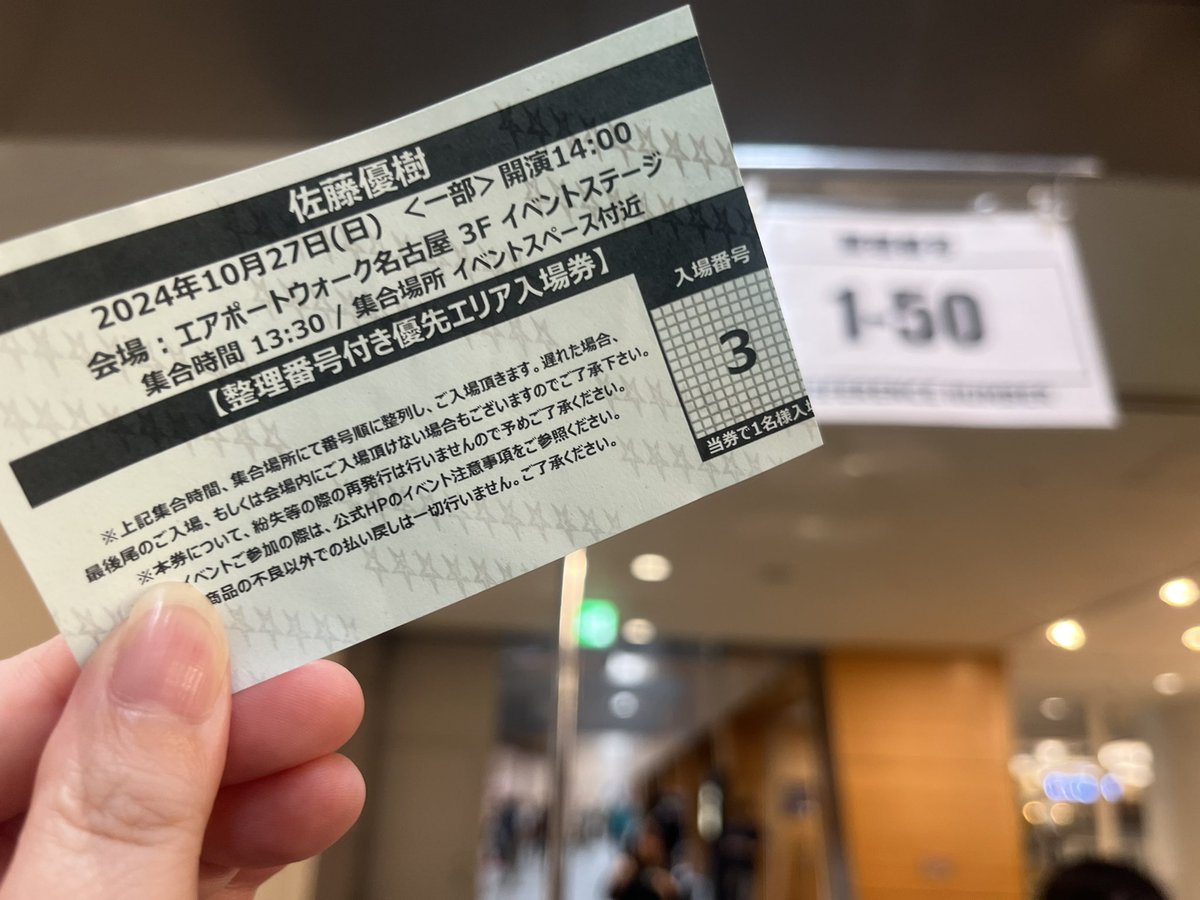 佐藤優樹
2024年10月27日(日) <一部> 開演14:00
会場：エアポートウォーク名古屋 3F イベントステージ
集合時間 13:30 / 集合場所 イベントスペース付近
【整理番号付き優先エリア入場券】
入場番号
3
当券で1名様入場
※上記集合時間、集合場所にて番号順に整列し、ご入場頂きます。遅れた場合、
最後尾のご入場、もしくは会場内にご入場頂けない場合もございますのでご了承下さい。
※本券について、紛失等の際の再発行は行いませんので予めご了承ください。
イベントご参加の際は、公式HPのイベント注意事項をご参照ください。
商品の不良以外での払い戻しは一切行いません。ご了承ください。
1-50